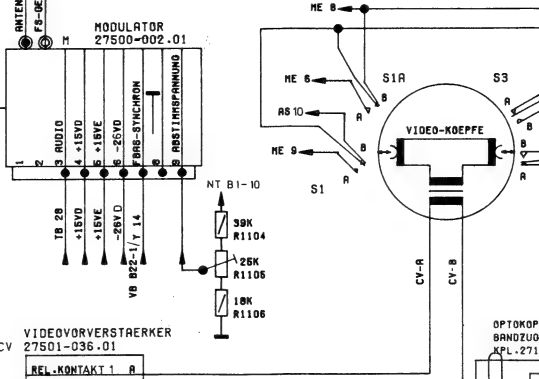 ANTEN
FS-GE
MODULATOR
M 27500-002.01
1
2
3 AUDIO
4 +15VD
5 +15VE
6 -26VD
FBAS-SYNCHRON
8
9 ABSTIMMSPANNUNG
TB 28
+15VD
+15VE
-26V D
VB B22-1/Y 14
NT B1-10
39K
R1104
25K
R1105
18K
R1106
ME 8
S1A
S3
ME 6
B
A
AS 10
B
ME 9
A
S1
VIDEO-KOEPFE
A
B
B
A
CV-A
CV-B
VIDEOVORVERSTAERKER
CV 27501-036.01
REL.KONTAKT 1 A
OPTOKOP
BANDZUG
KPL.271